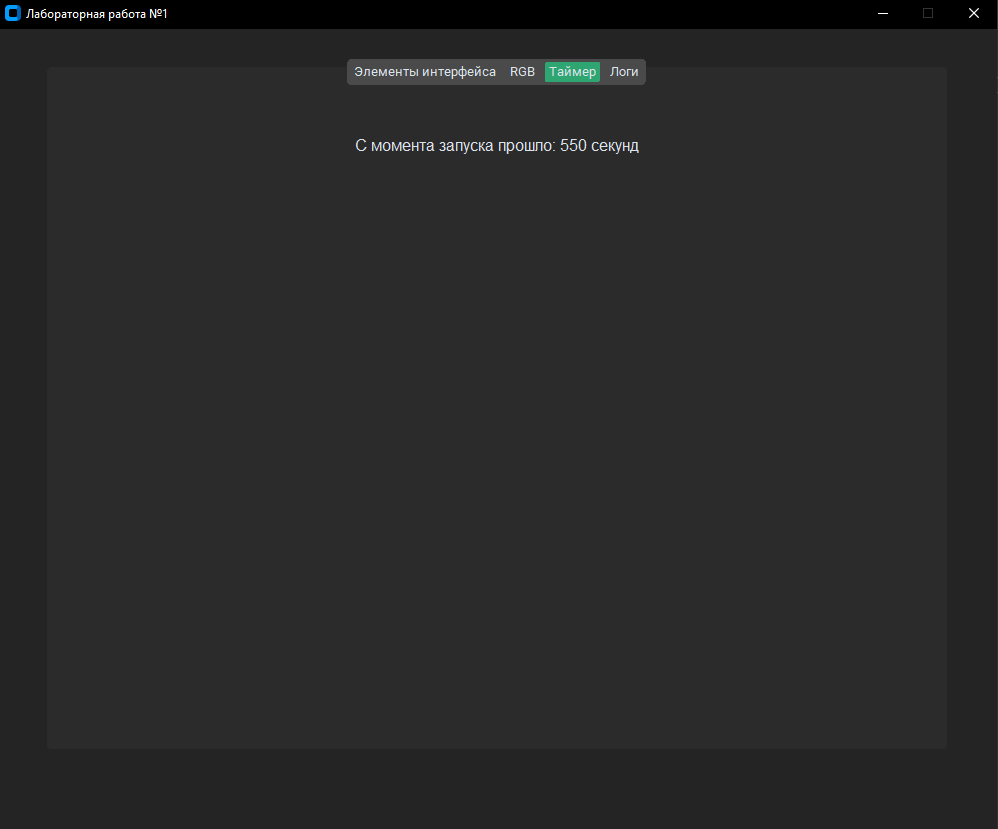 Лабораторная работа №1
Элементы интерфейса RGB Таймер Логи
С момента запуска прошло: 550 секунд